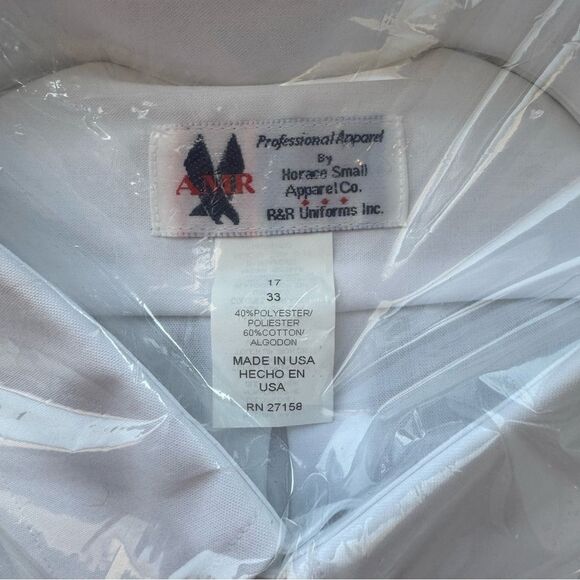 AMR
Professional Apparel
By
Horace Small
Apparel Co.
R&R Uniforms Inc.
17
33
40%POLYESTER/
POLIESTER
60%COTTON/
ALGODON
MADE IN USA
HECHO EN
USA
RN 27158